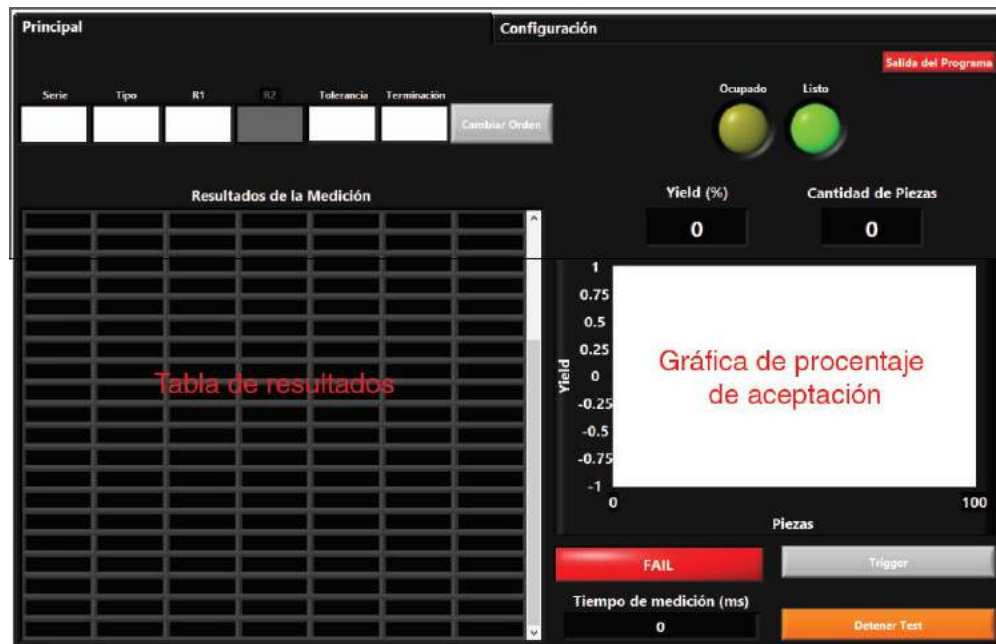 Principal
Configuración
Salida del Programa
Serie Tipo R1 R2 Tolerancia Terminación
Cambiar Orden
Ocupado Listo
Resultados de la Medición
Yield (%) Cantidad de Piezas
0 0
Tabla de resultados
1
0.75
0.5
0.25
0
-0.25
-0.5
-0.75
-1
Yield
Gráfica de procentaje
de aceptación
0 100
Piezas
FAIL
Trigger
Tiempo de medición (ms)
0
Detener Test